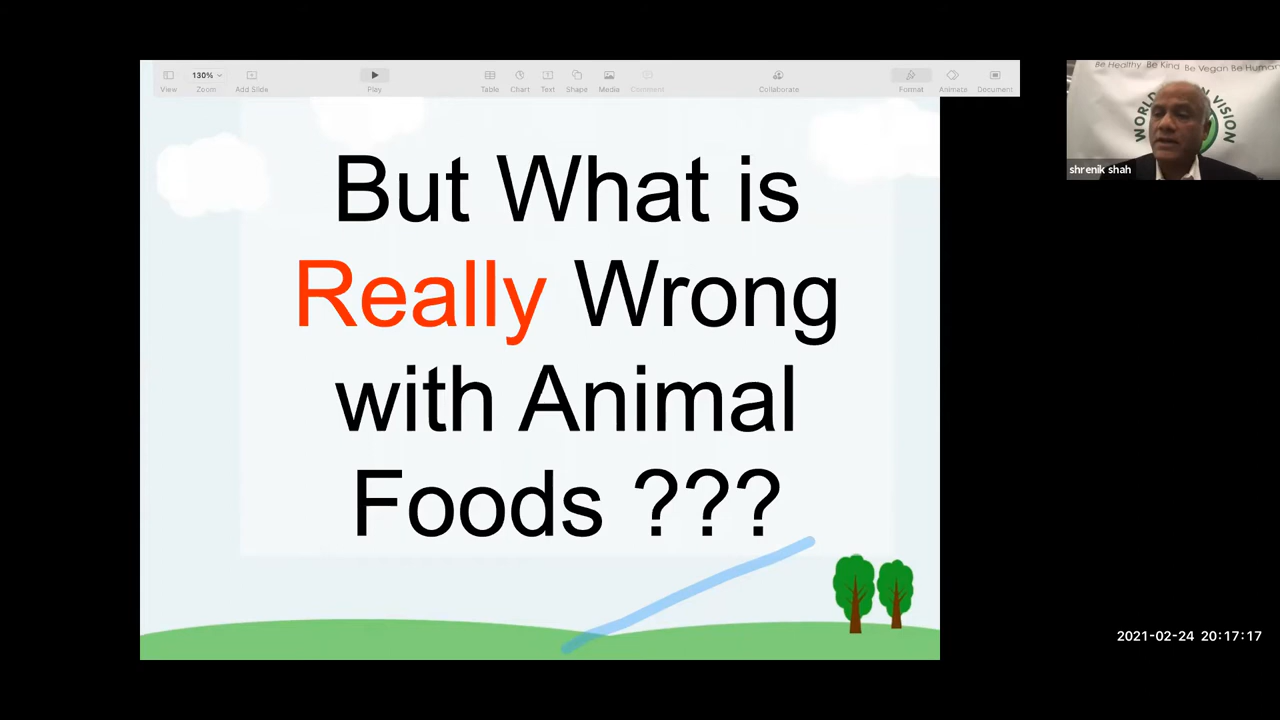 130%
View
Zoom
Add Slide
Play
Table
Chart
Text
Shape
Media
Comment
Collaborate
Format
Animate
Document
But What is
Really Wrong
with Animal
Foods ???
Be Healthy Be Kind Be Vegan Be Human
WORLD
VISION
shrenik shah
2021-02-24 20:17:17